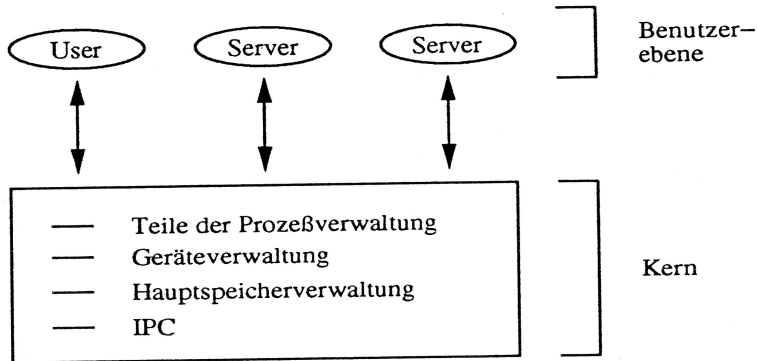 User
Server
Server
Benutzer–
ebene
— Teile der Prozeßverwaltung
— Geräteverwaltung
— Hauptspeicherverwaltung
— IPC
Kern